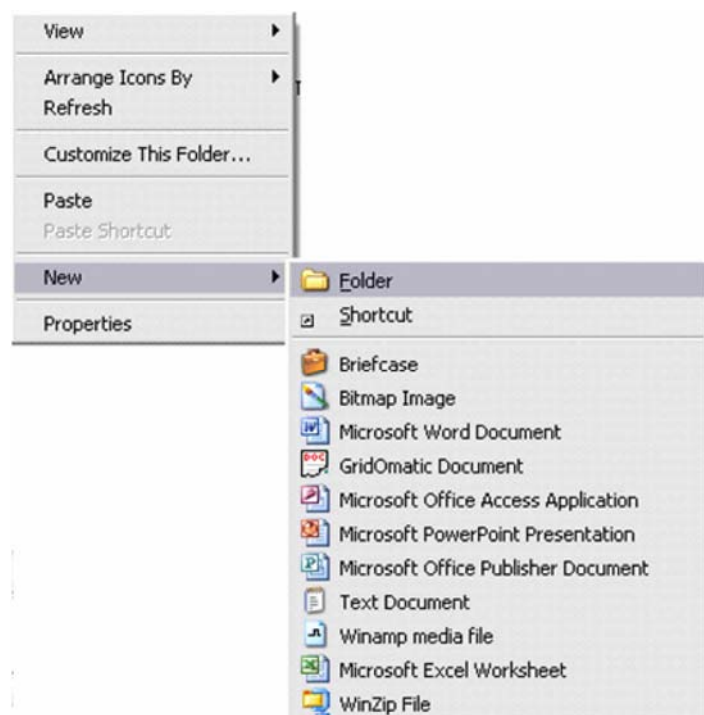 View
Arrange Icons By
Refresh
Customize This Folder...
Paste
Paste Shortcut
New
Properties
Folder
Shortcut
Briefcase
Bitmap Image
Microsoft Word Document
GridOmatic Document
Microsoft Office Access Application
Microsoft PowerPoint Presentation
Microsoft Office Publisher Document
Text Document
Winamp media file
Microsoft Excel Worksheet
WinZip File